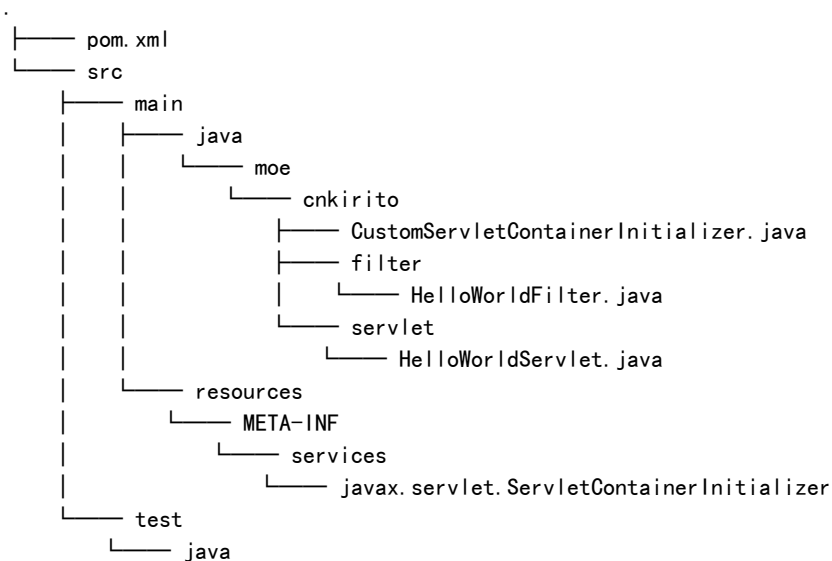 .
├── pom.xml
└── src
    ├── main
    │   ├── java
    │   │   └── moe
    │   │       └── cnkirito
    │   │           ├── CustomServletContainerInitializer.java
    │   │           ├── filter
    │   │           │   └── HelloWorldFilter.java
    │   │           └── servlet
    │   │               └── HelloWorldServlet.java
    │   └── resources
    │       └── META-INF
    │           └── services
    │               └── javax.servlet.ServletContainerInitializer
    └── test
        └── java